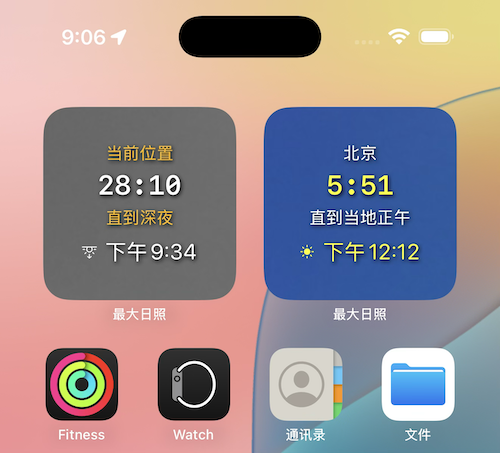 9:06
当前位置
28:10
直到深夜
下午 9:34
最大日照
北京
5:51
直到当地正午
下午 12:12
最大日照
Fitness
Watch
通讯录
文件